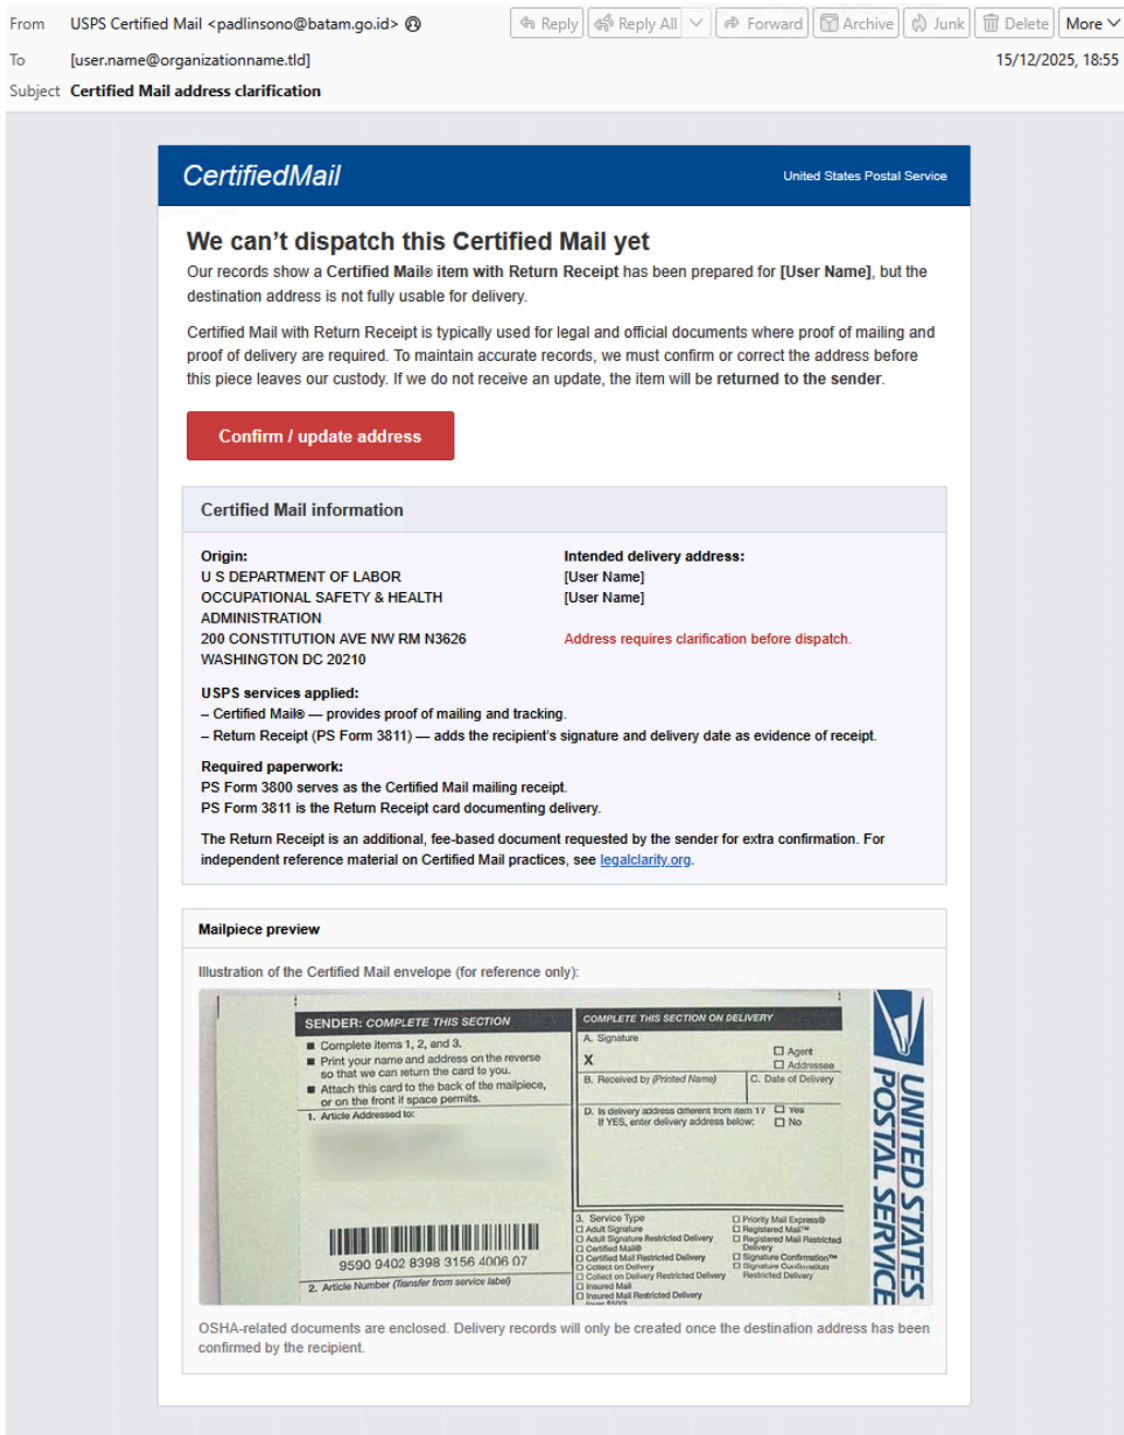 From USPS Certified Mail <padlinsono@batam.go.id>
Reply Reply All Forward Archive Junk Delete More
To [user.name@organizationname.tld] 15/12/2025, 18:55
Subject Certified Mail address clarification
CertifiedMail United States Postal Service
We can't dispatch this Certified Mail yet
Our records show a Certified Mail® item with Return Receipt has been prepared for [User Name], but the
destination address is not fully usable for delivery.
Certified Mail with Return Receipt is typically used for legal and official documents where proof of mailing and
proof of delivery are required. To maintain accurate records, we must confirm or correct the address before
this piece leaves our custody. If we do not receive an update, the item will be returned to the sender.
Confirm / update address
Certified Mail information
Origin:
U S DEPARTMENT OF LABOR
OCCUPATIONAL SAFETY & HEALTH
ADMINISTRATION
200 CONSTITUTION AVE NW RM N3626
WASHINGTON DC 20210
Intended delivery address:
[User Name]
[User Name]
Address requires clarification before dispatch.
USPS services applied:
– Certified Mail® — provides proof of mailing and tracking.
– Return Receipt (PS Form 3811) — adds the recipient's signature and delivery date as evidence of receipt.
Required paperwork:
PS Form 3800 serves as the Certified Mail mailing receipt.
PS Form 3811 is the Return Receipt card documenting delivery.
The Return Receipt is an additional, fee-based document requested by the sender for extra confirmation. For
independent reference material on Certified Mail practices, see legalclarity.org.
Mailpiece preview
Illustration of the Certified Mail envelope (for reference only):
SENDER: COMPLETE THIS SECTION
■ Complete items 1, 2, and 3.
■ Print your name and address on the reverse
so that we can return the card to you.
■ Attach this card to the back of the mailpiece,
or on the front if space permits.
1. Article Addressed to:
9590 9402 8398 3156 4006 07
2. Article Number (Transfer from service label)
COMPLETE THIS SECTION ON DELIVERY
A. Signature
X
☐ Agent
☐ Addressee
B. Received by (Printed Name)
C. Date of Delivery
D. Is delivery address different from item 1? ☐ Yes
If YES, enter delivery address below: ☐ No
3. Service Type
☐ Adult Signature
☐ Adult Signature Restricted Delivery
☐ Certified Mail®
☐ Certified Mail Restricted Delivery
☐ Collect on Delivery
☐ Collect on Delivery Restricted Delivery
☐ Insured Mail
☐ Insured Mail Restricted Delivery
☐ Priority Mail Express®
☐ Registered Mail™
☐ Registered Mail Restricted
Delivery
☐ Signature Confirmation™
☐ Signature Confirmation
Restricted Delivery
UNITED STATES
POSTAL SERVICE
OSHA-related documents are enclosed. Delivery records will only be created once the destination address has been
confirmed by the recipient.